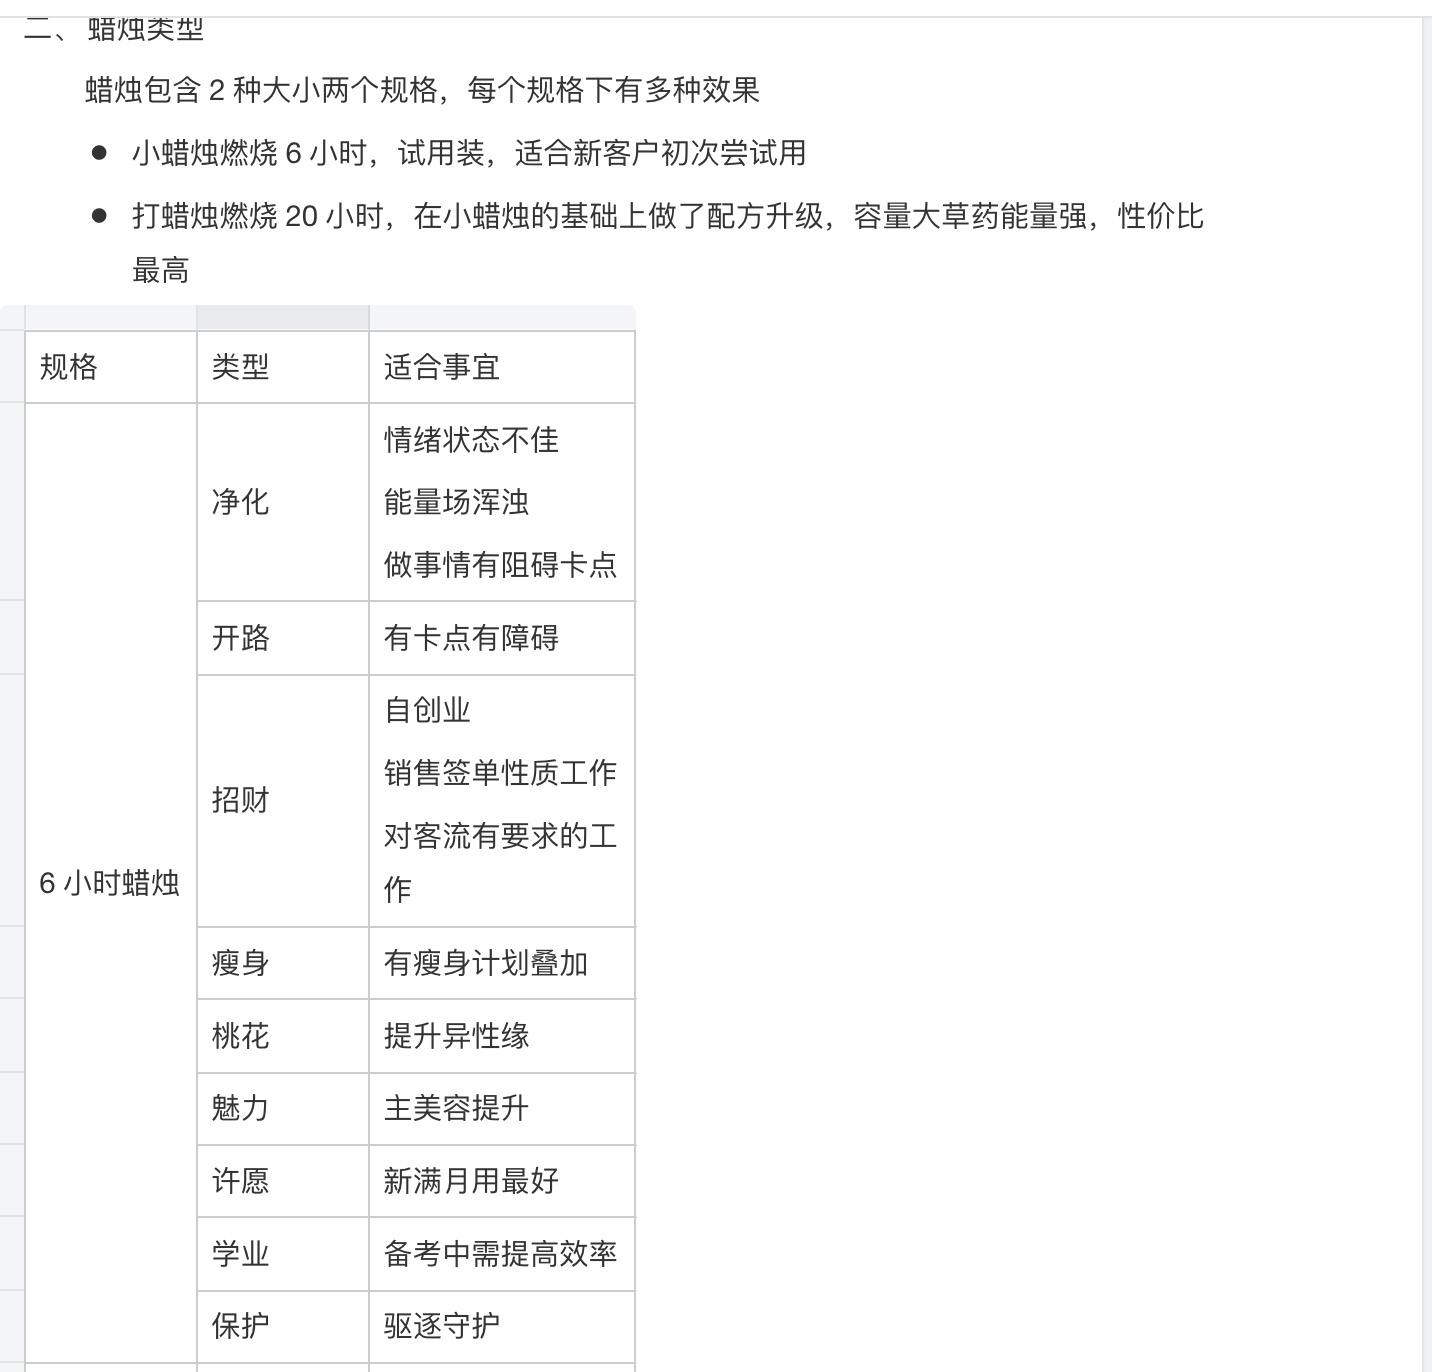 二、 蜡烛类型
蜡烛包含 2 种大小两个规格，每个规格下有多种效果
● 小蜡烛燃烧 6 小时，试用装，适合新客户初次尝试用
● 打蜡烛燃烧 20 小时，在小蜡烛的基础上做了配方升级，容量大草药能量强，性价比
最高
规格 类型 适合事宜
6 小时蜡烛
净化
情绪状态不佳
能量场浑浊
做事情有阻碍卡点
开路 有卡点有障碍
招财
自创业
销售签单性质工作
对客流有要求的工
作
瘦身 有瘦身计划叠加
桃花 提升异性缘
魅力 主美容提升
许愿 新满月用最好
学业 备考中需提高效率
保护 驱逐守护